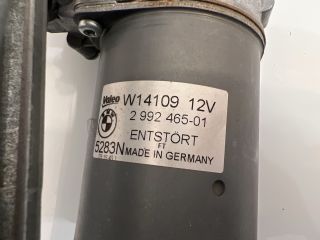 Valeo W14109 12V
2 992 465-01
ENTSTÖRT
FT
5283N MADE IN GERMANY